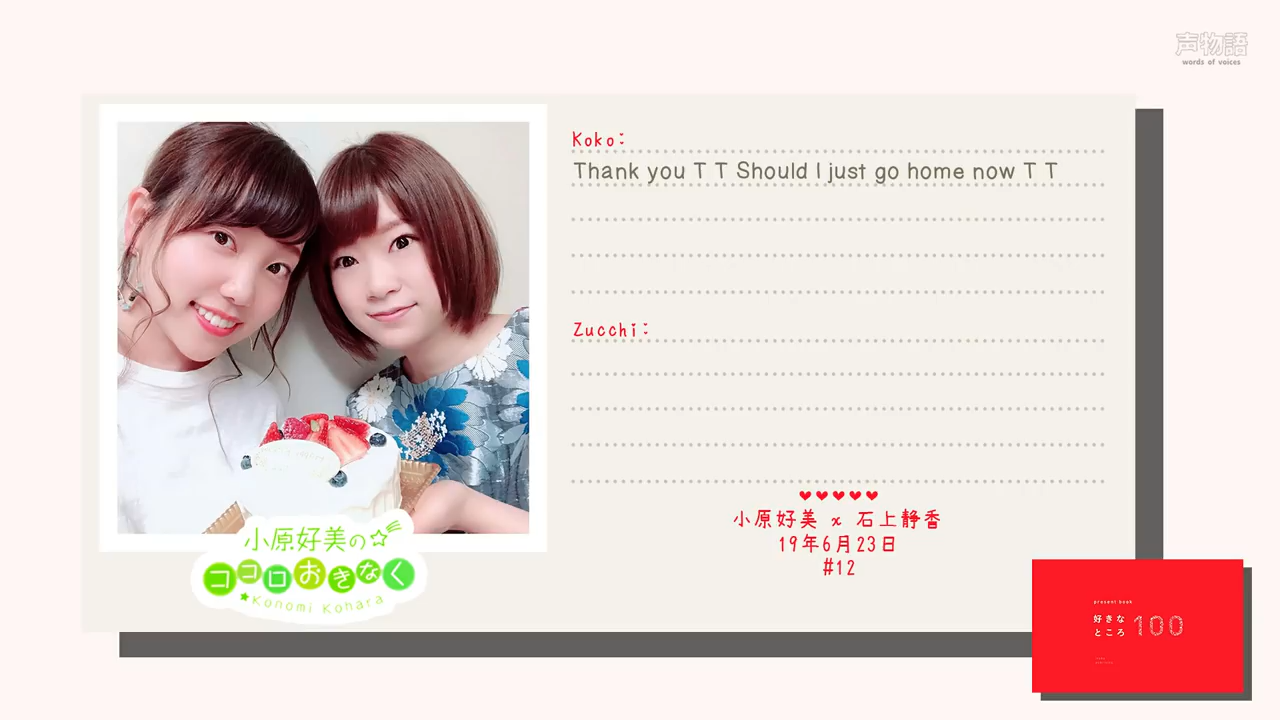 声物語
words of voices
Koko:
Thank you T T Should I just go home now T T
Zucchi:
♥♥♥♥♥
小原好美 x 石上静香
19年6月23日
#12
小原好美の☆
ココロおきなく
★Konomi Kohara
present book
好きな
ところ 100